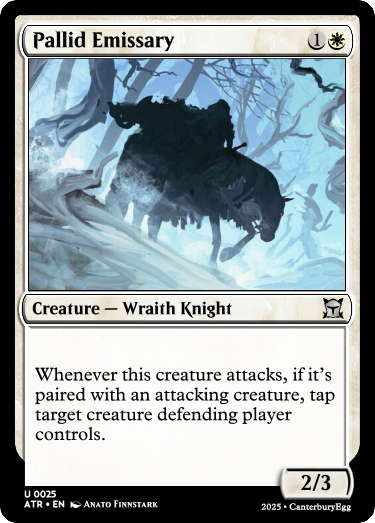 Pallid Emissary 1
Creature — Wraith Knight
Whenever this creature attacks, if it's
paired with an attacking creature, tap
target creature defending player
controls.
2/3
U 0025
ATR • EN Anato Finnstark
2025 • CanterburyEgg